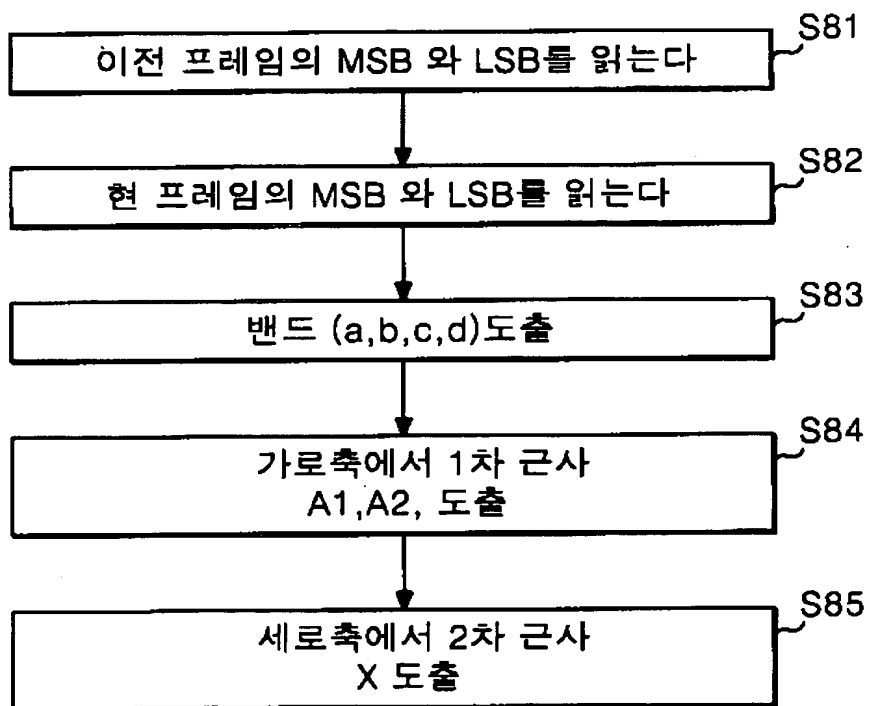 S81
이전 프레임의 MSB 와 LSB를 읽는다
S82
현 프레임의 MSB 와 LSB를 읽는다
S83
밴드 (a,b,c,d)도출
S84
가로축에서 1차 근사
A1,A2, 도출
S85
세로축에서 2차 근사
X 도출